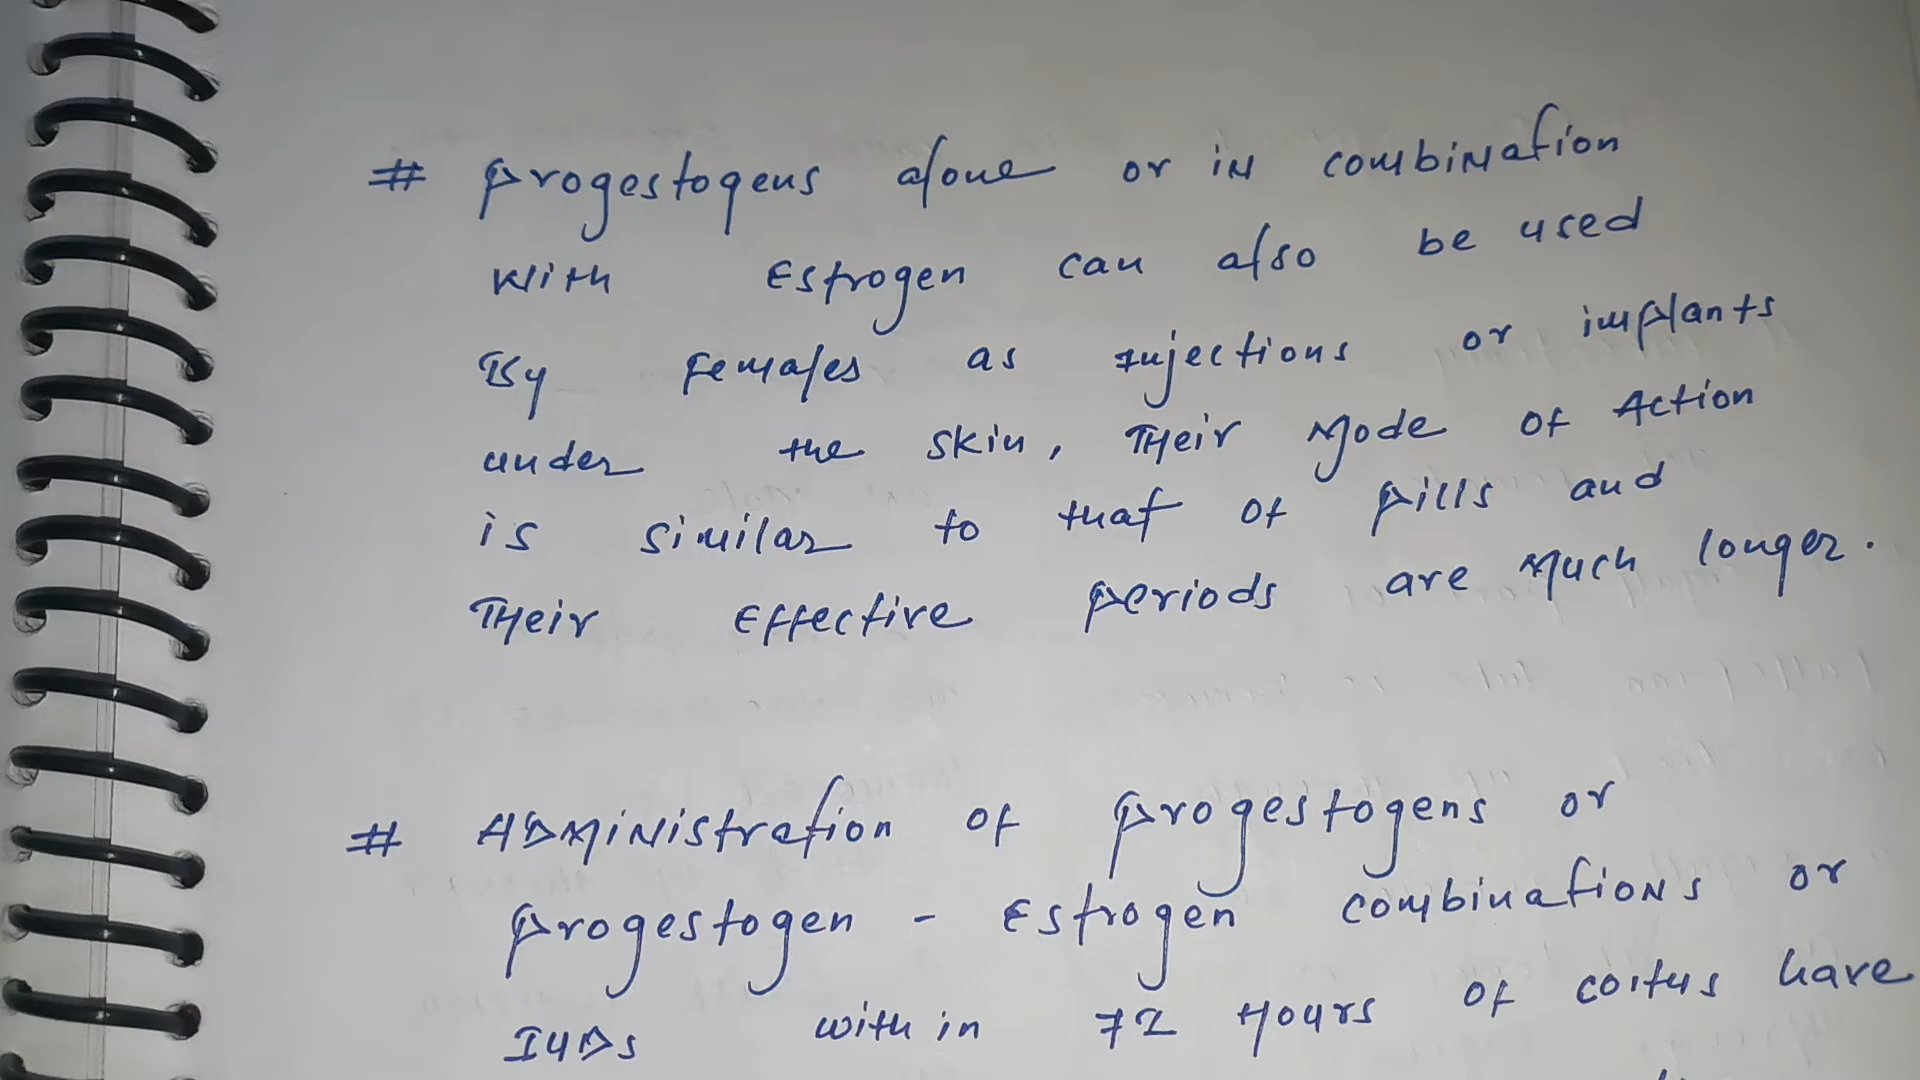 # progestogens alone or in combination
with Estrogen can also be used
By Females as Injections or implants
under the skin, Their Mode of Action
is similar to that of pills and
Their Effective periods are Much longer.
# ADMiNistration of progestogens or
progestogen - Estrogen combinations or
IUDs with in 72 Hours of coitus have